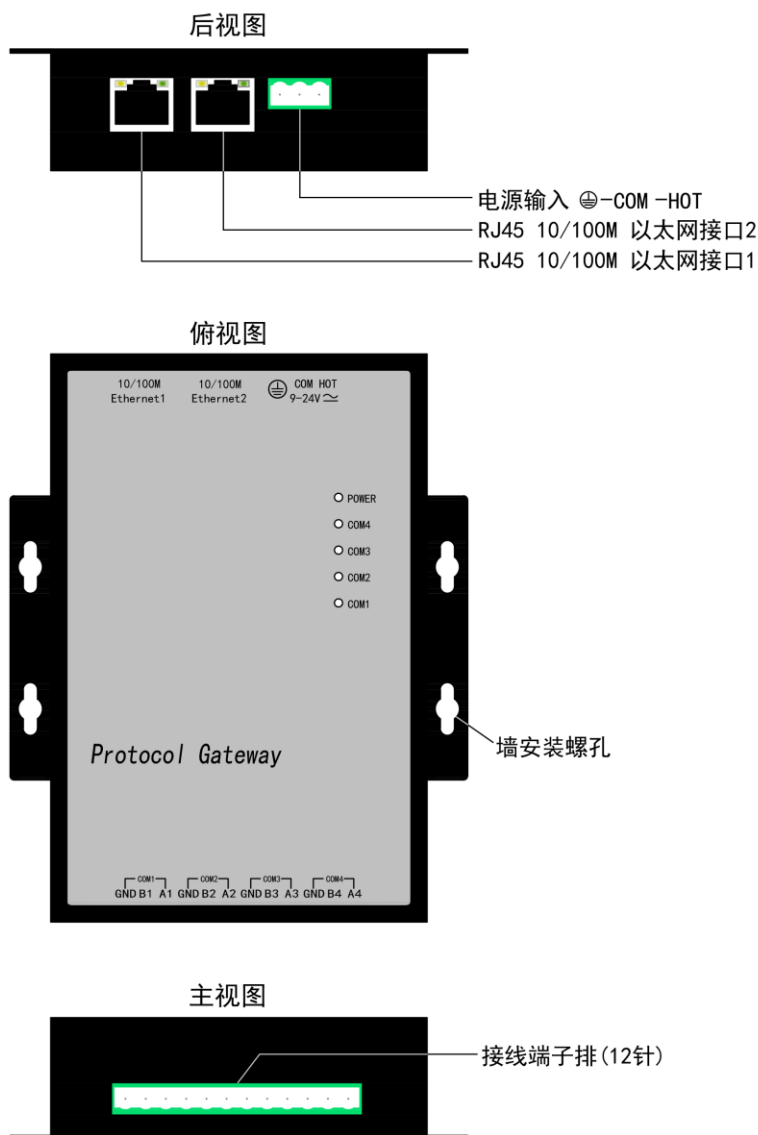 后视图
电源输入 ⏚-COM -HOT
RJ45 10/100M 以太网接口2
RJ45 10/100M 以太网接口1
俯视图
10/100M 10/100M COM HOT
Ethernet1 Ethernet2 ⏚ 9-24V ≃
POWER
COM4
COM3
COM2
COM1
墙安装螺孔
Protocol Gateway
COM1 COM2 COM3 COM4
GND B1 A1 GND B2 A2 GND B3 A3 GND B4 A4
主视图
接线端子排(12针)